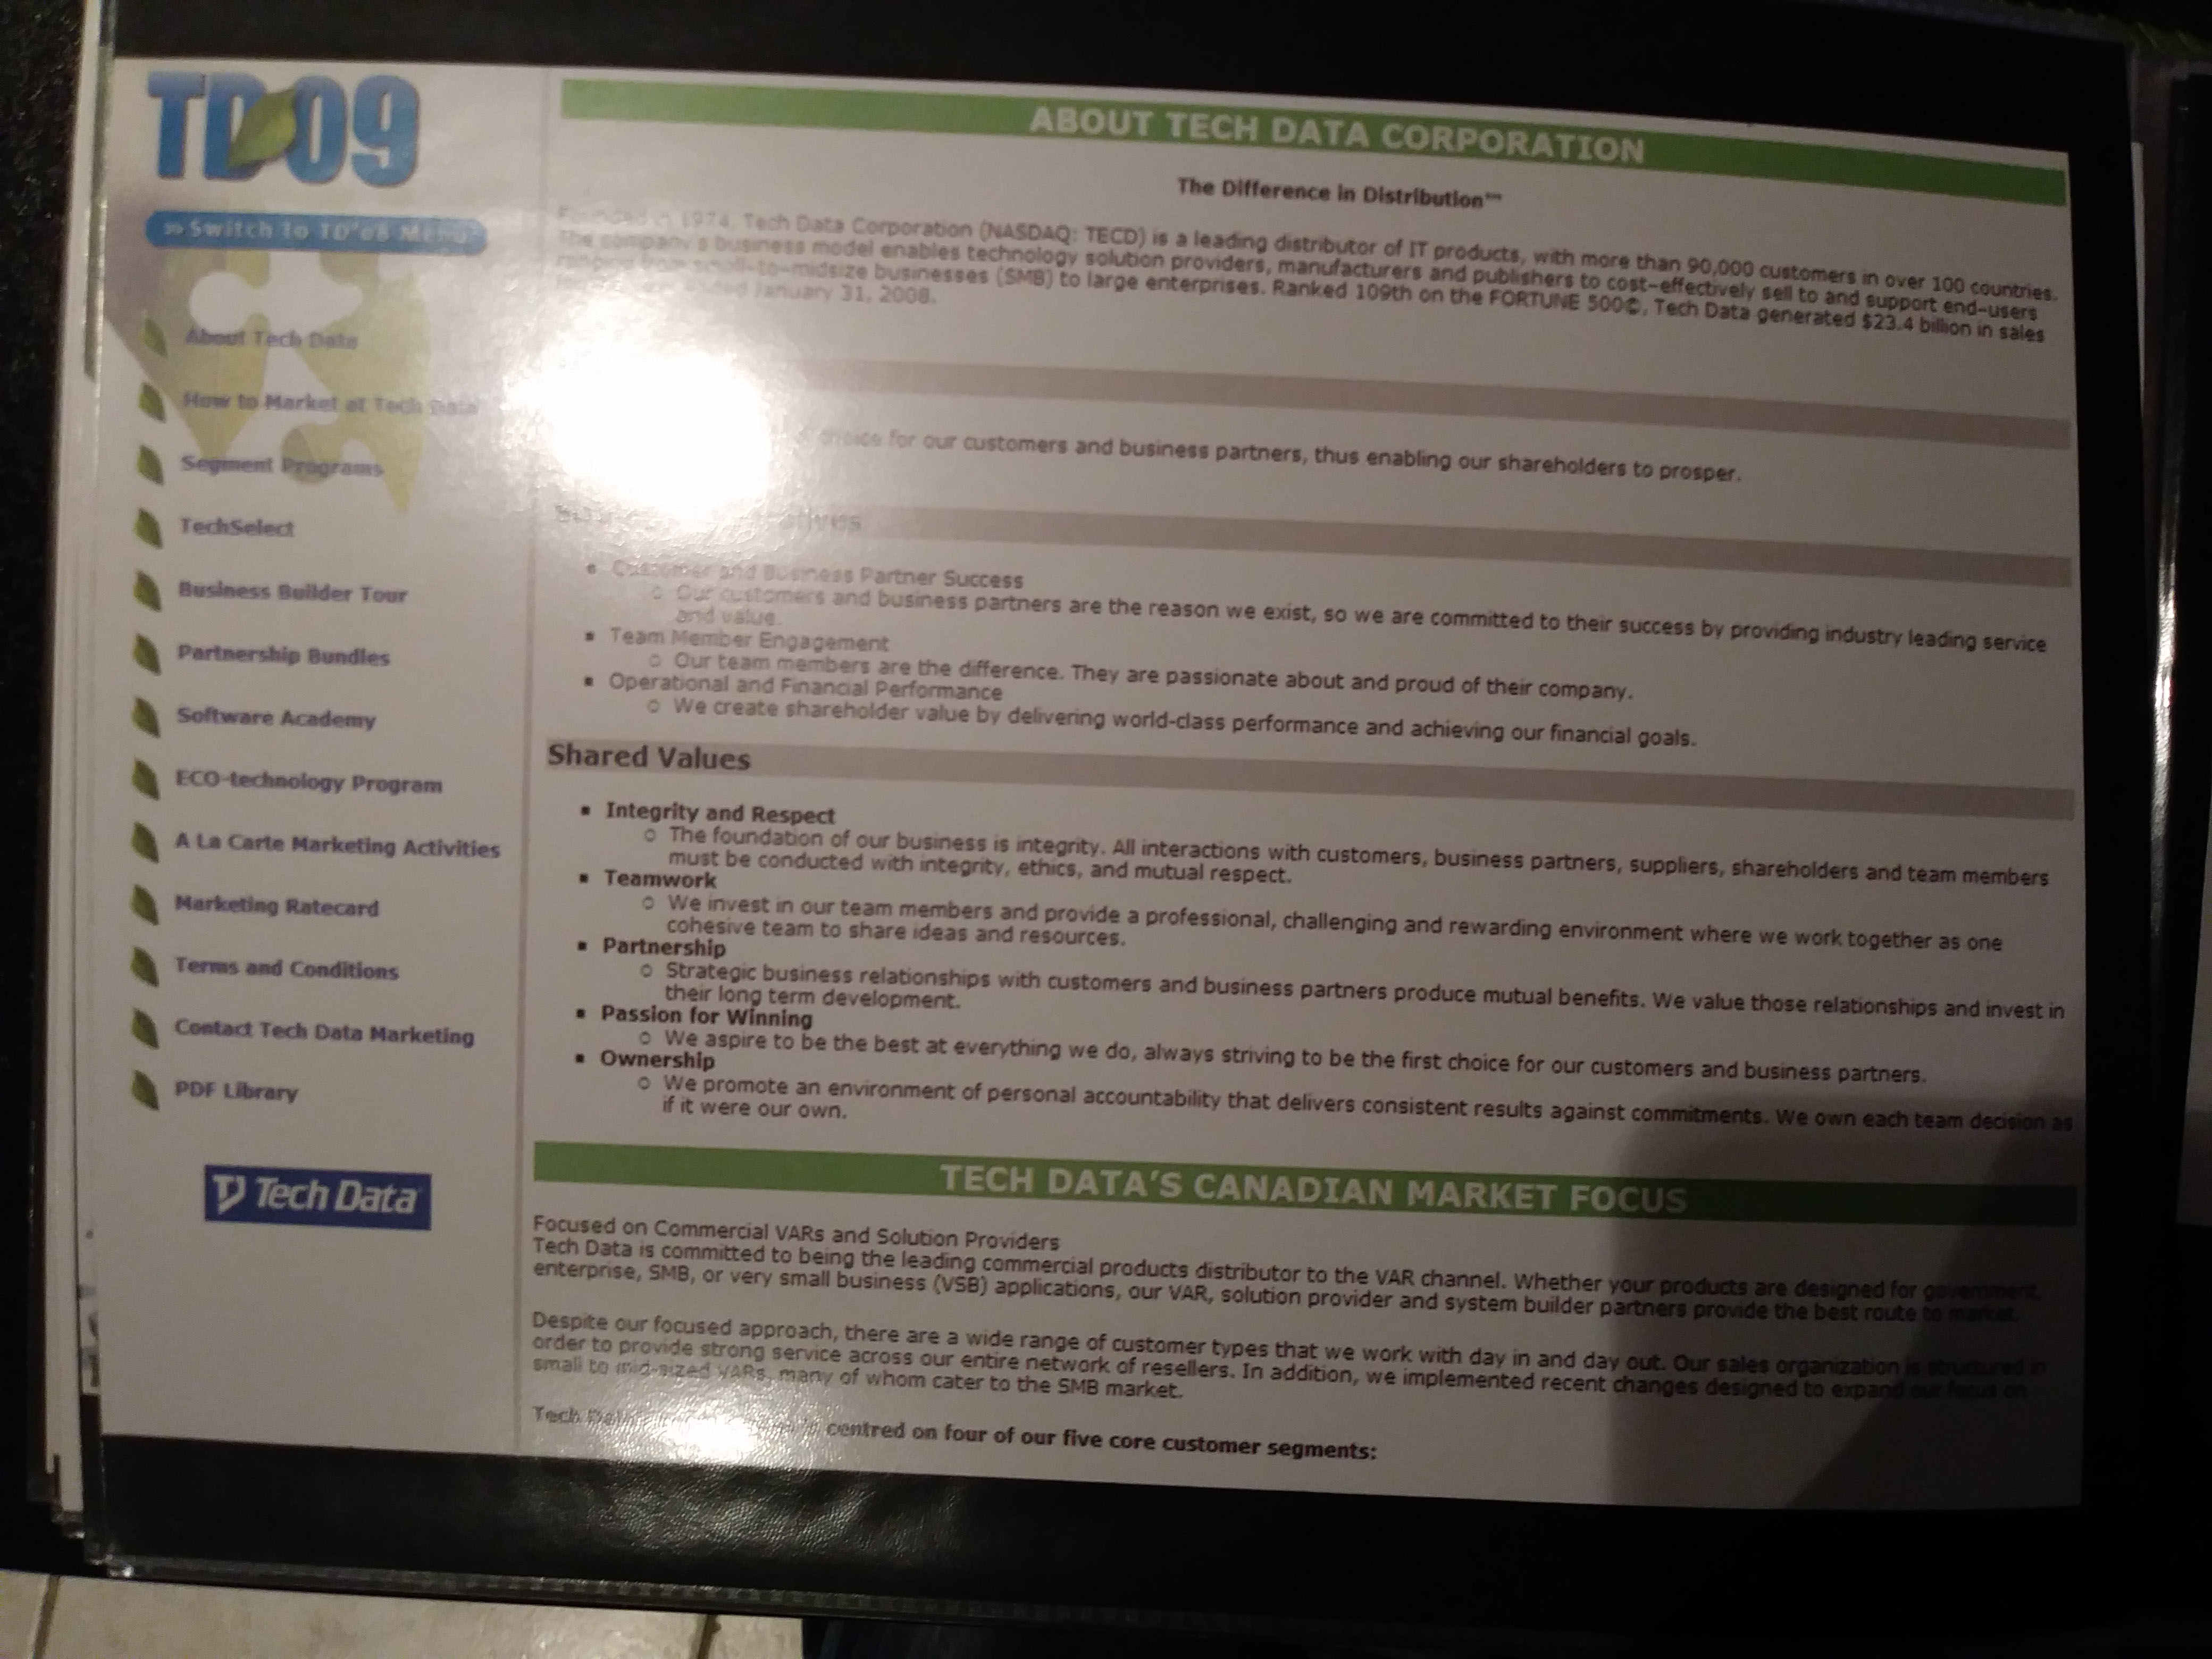 TD 09
» Switch to TD'08 Menu
About Tech Data
How to Market at Tech Data
Segment Programs
TechSelect
Business Builder Tour
Partnership Bundles
Software Academy
ECO-technology Program
A La Carte Marketing Activities
Marketing Ratecard
Terms and Conditions
Contact Tech Data Marketing
PDF Library
Tech Data
ABOUT TECH DATA CORPORATION
The Difference in Distribution™
Founded in 1974, Tech Data Corporation (NASDAQ: TECD) is a leading distributor of IT products, with more than 90,000 customers in over 100 countries.
The company's business model enables technology solution providers, manufacturers and publishers to cost-effectively sell to and support end-users
ranging from small-to-midsize businesses (SMB) to large enterprises. Ranked 109th on the FORTUNE 500©, Tech Data generated $23.4 billion in sales
ended January 31, 2008.
choice for our customers and business partners, thus enabling our shareholders to prosper.
Customer and Business Partner Success
Our customers and business partners are the reason we exist, so we are committed to their success by providing industry leading service
and value.
Team Member Engagement
Our team members are the difference. They are passionate about and proud of their company.
Operational and Financial Performance
We create shareholder value by delivering world-class performance and achieving our financial goals.
Shared Values
Integrity and Respect
The foundation of our business is integrity. All interactions with customers, business partners, suppliers, shareholders and team members
must be conducted with integrity, ethics, and mutual respect.
Teamwork
We invest in our team members and provide a professional, challenging and rewarding environment where we work together as one
cohesive team to share ideas and resources.
Partnership
Strategic business relationships with customers and business partners produce mutual benefits. We value those relationships and invest in
their long term development.
Passion for Winning
We aspire to be the best at everything we do, always striving to be the first choice for our customers and business partners.
Ownership
We promote an environment of personal accountability that delivers consistent results against commitments. We own each team decision as
if it were our own.
TECH DATA'S CANADIAN MARKET FOCUS
Focused on Commercial VARs and Solution Providers
Tech Data is committed to being the leading commercial products distributor to the VAR channel. Whether your products are designed for government,
enterprise, SMB, or very small business (VSB) applications, our VAR, solution provider and system builder partners provide the best route to market.
Despite our focused approach, there are a wide range of customer types that we work with day in and day out. Our sales organization is structured in
order to provide strong service across our entire network of resellers. In addition, we implemented recent changes designed to expand our focus on
small to mid-sized VARs, many of whom cater to the SMB market.
Tech centred on four of our five core customer segments: